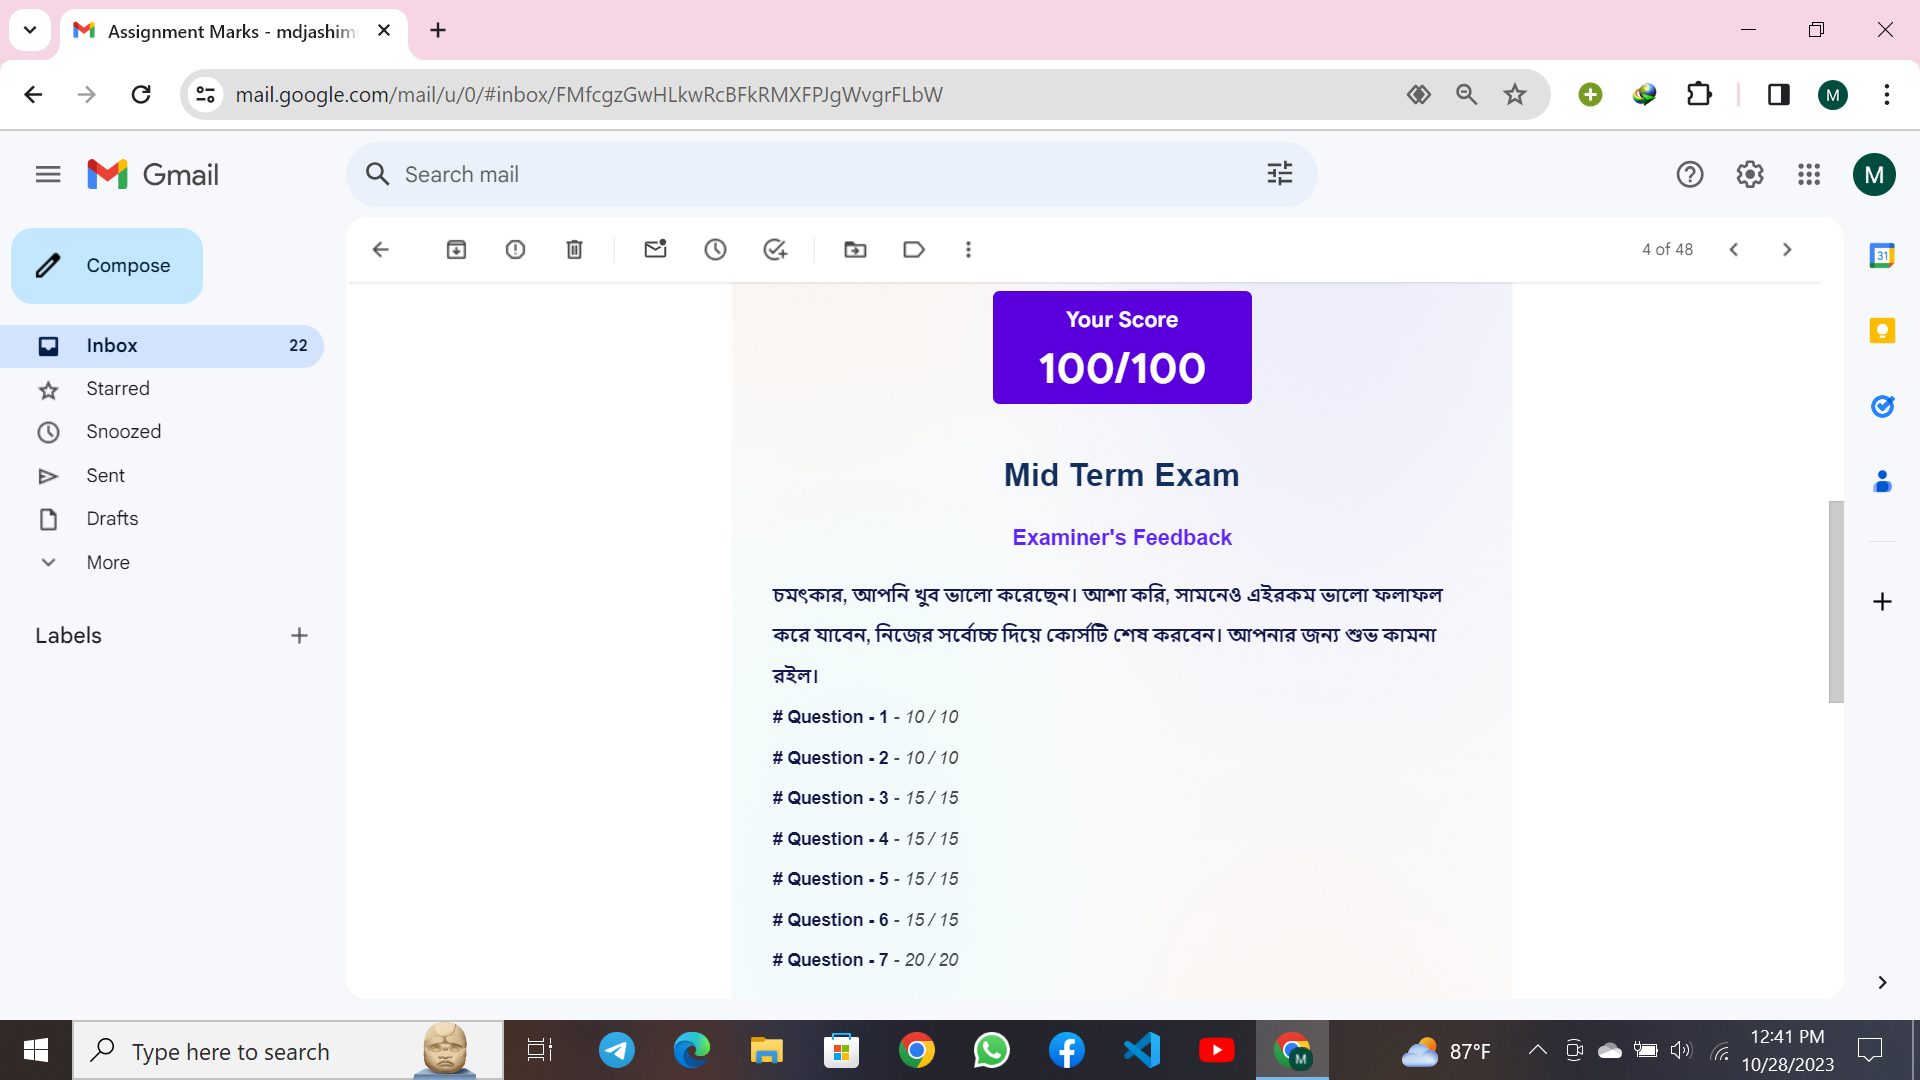 Assignment Marks - mdjashim
mail.google.com/mail/u/0/#inbox/FMfcgzGwHLkwRcBFkRMXFPJgWvgrFLbW
M
Gmail
Search mail
M
Compose
4 of 48
31
Inbox 22
Starred
Snoozed
Sent
Drafts
More
Labels
Your Score
100/100
Mid Term Exam
Examiner's Feedback
চমৎকার, আপনি খুব ভালো করেছেন। আশা করি, সামনেও এইরকম ভালো ফলাফল
করে যাবেন, নিজের সর্বোচ্চ দিয়ে কোর্সটি শেষ করবেন। আপনার জন্য শুভ কামনা
রইল।
# Question - 1 - 10 / 10
# Question - 2 - 10 / 10
# Question - 3 - 15 / 15
# Question - 4 - 15 / 15
# Question - 5 - 15 / 15
# Question - 6 - 15 / 15
# Question - 7 - 20 / 20
Type here to search
M
87°F
12:41 PM
10/28/2023